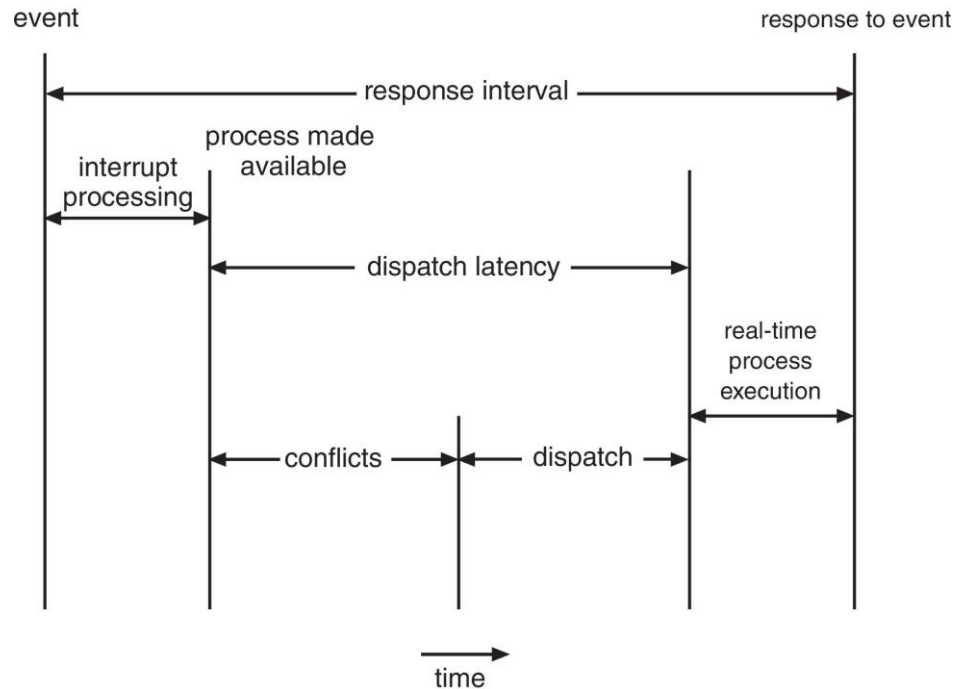 event
response to event
response interval
process made
available
interrupt
processing
dispatch latency
real-time
process
execution
conflicts
dispatch
time